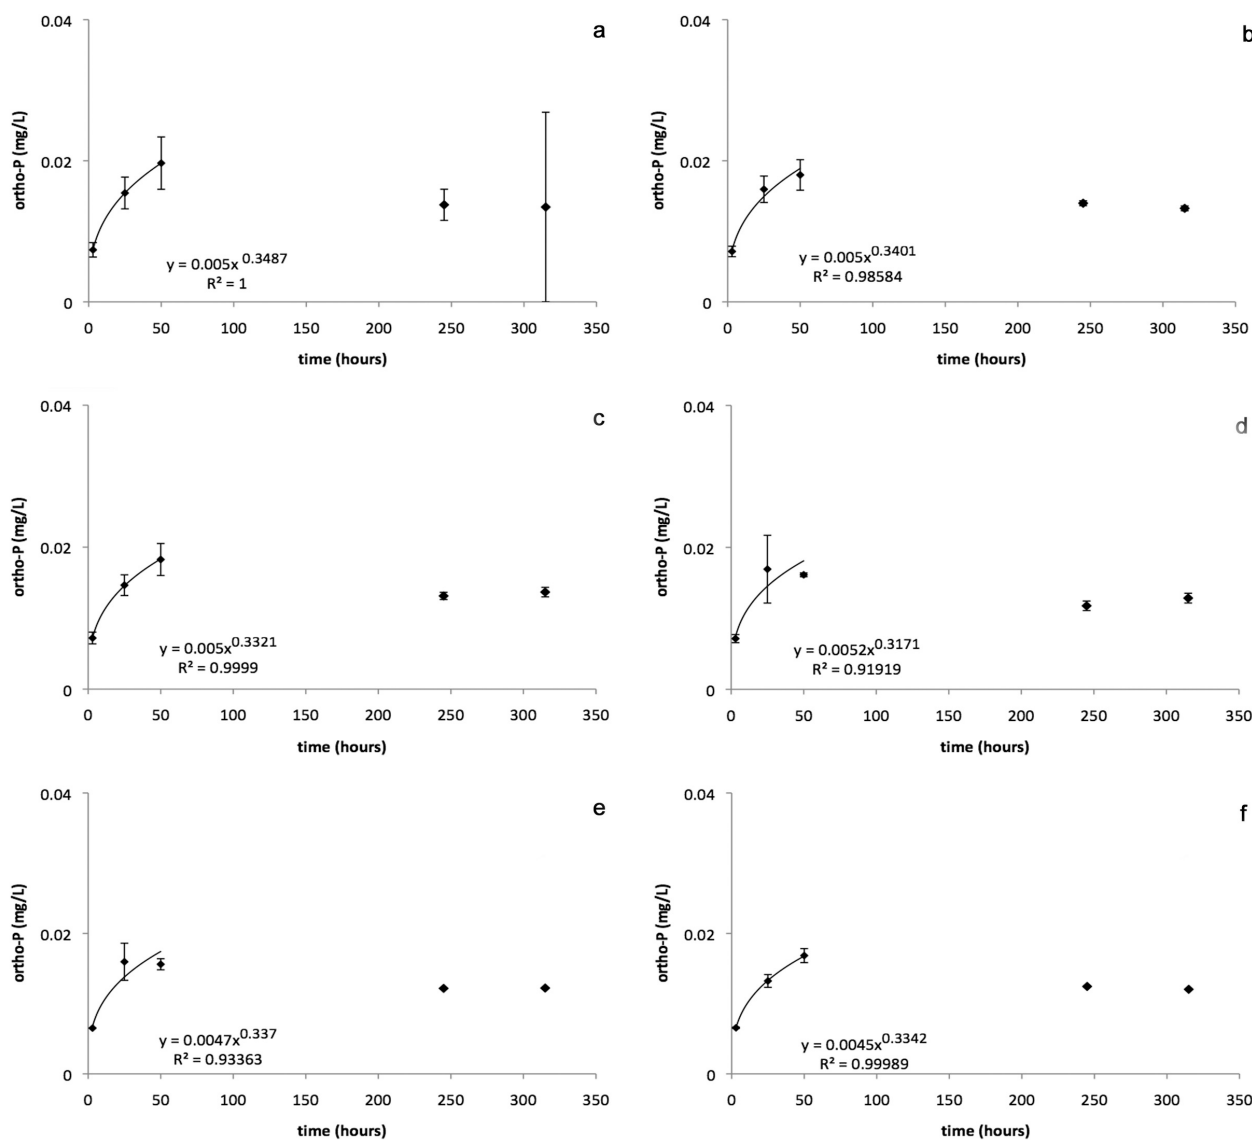 a
0.04
0.02
0
ortho-P (mg/L)
y = 0.005x^0.3487
R² = 1
0 50 100 150 200 250 300 350
time (hours)
b
0.04
0.02
0
ortho-P (mg/L)
y = 0.005x^0.3401
R² = 0.98584
0 50 100 150 200 250 300 350
time (hours)
c
0.04
0.02
0
ortho-P (mg/L)
y = 0.005x^0.3321
R² = 0.9999
0 50 100 150 200 250 300 350
time (hours)
d
0.04
0.02
0
ortho-P (mg/L)
y = 0.0052x^0.3171
R² = 0.91919
0 50 100 150 200 250 300 350
time (hours)
e
0.04
0.02
0
ortho-P (mg/L)
y = 0.0047x^0.337
R² = 0.93363
0 50 100 150 200 250 300 350
time (hours)
f
0.04
0.02
0
ortho-P (mg/L)
y = 0.0045x^0.3342
R² = 0.99989
0 50 100 150 200 250 300 350
time (hours)